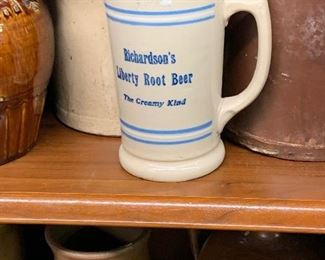 Richardson's
Liberty Root Beer
The Creamy Kind